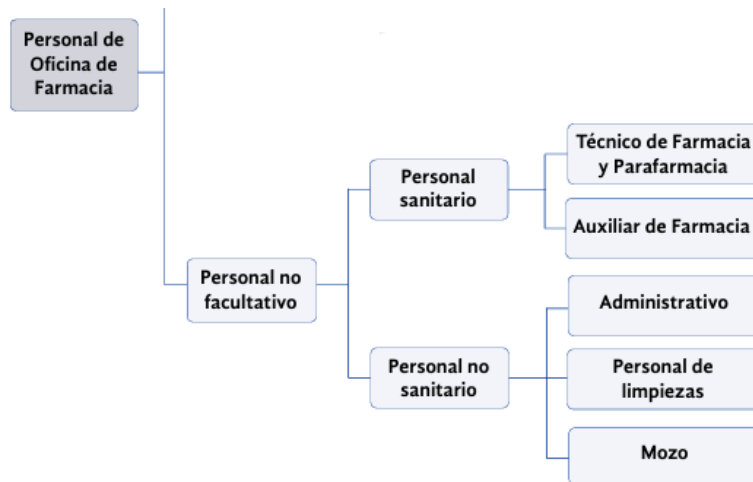 Personal de
Oficina de
Farmacia
Técnico de Farmacia
y Parafarmacia
Personal
sanitario
Auxiliar de Farmacia
Personal no
facultativo
Administrativo
Personal no
sanitario
Personal de
limpiezas
Mozo